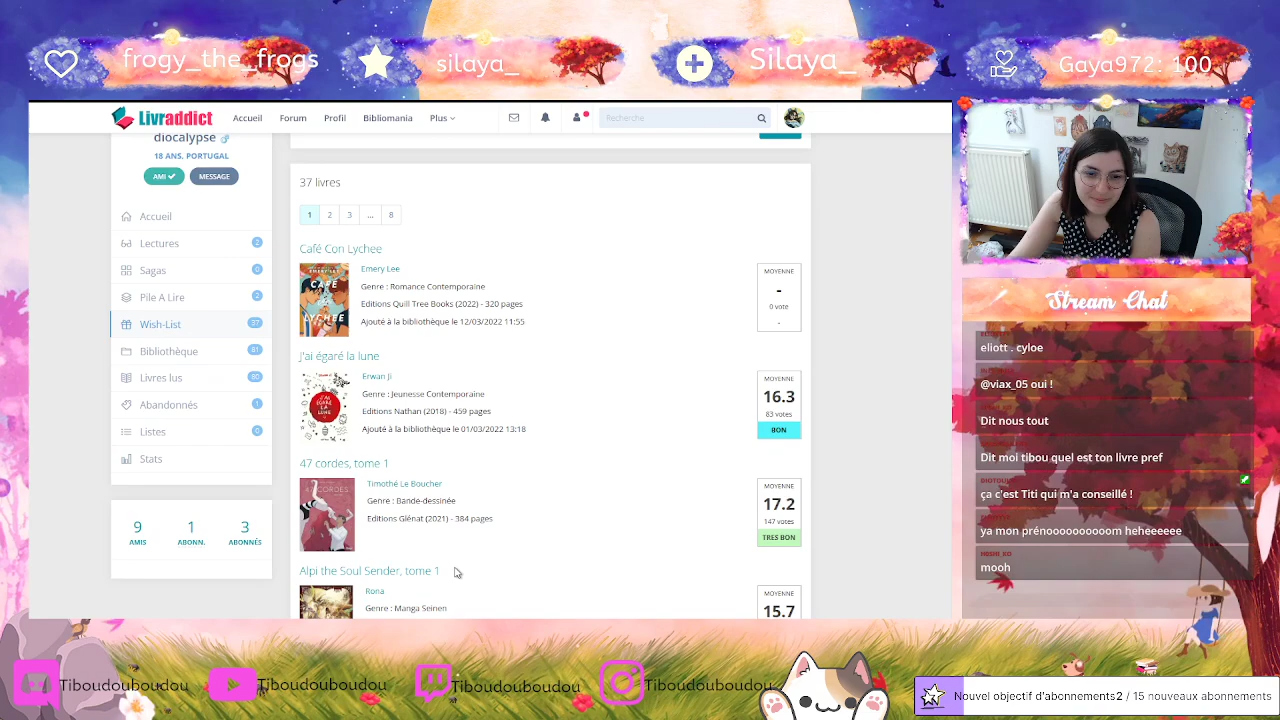 frogy_the_frogs
silaya_
Silaya_
Gaya972: 100
Livraddict
Accueil
Forum
Profil
Bibliomania
Plus
Recherche
diocalypse
18 ANS, PORTUGAL
AMI
MESSAGE
Accueil
Lectures 2
Sagas 0
Pile A Lire 2
Wish-List 37
Bibliothèque 81
Livres lus 80
Abandonnés 1
Listes 0
Stats
9 1 3
AMIS ABONN. ABONNÉS
37 livres
1 2 3 ... 8
Café Con Lychee
Emery Lee
Genre : Romance Contemporaine
Editions Quill Tree Books (2022) - 320 pages
Ajouté à la bibliothèque le 12/03/2022 11:55
MOYENNE
-
0 vote
-
J'ai égaré la lune
Erwan Ji
Genre : Jeunesse Contemporaine
Editions Nathan (2018) - 459 pages
Ajouté à la bibliothèque le 01/03/2022 13:18
MOYENNE
16.3
83 votes
BON
47 cordes, tome 1
Timothé Le Boucher
Genre : Bande-dessinée
Editions Glénat (2021) - 384 pages
MOYENNE
17.2
147 votes
TRES BON
Alpi the Soul Sender, tome 1
Rona
Genre : Manga Seinen
MOYENNE
15.7
Stream Chat
eliott . cyloe
@viax_05 oui !
Dit nous tout
Dit moi tibou quel est ton livre pref
ça c'est Titi qui m'a conseillé !
ya mon prénooooooooom heheeeeee
mooh
Tiboudouboudou
Tiboudouboudou
Tiboudouboudou
Tiboudouboudou
Nouvel objectif d'abonnements2 / 15 nouveaux abonnements